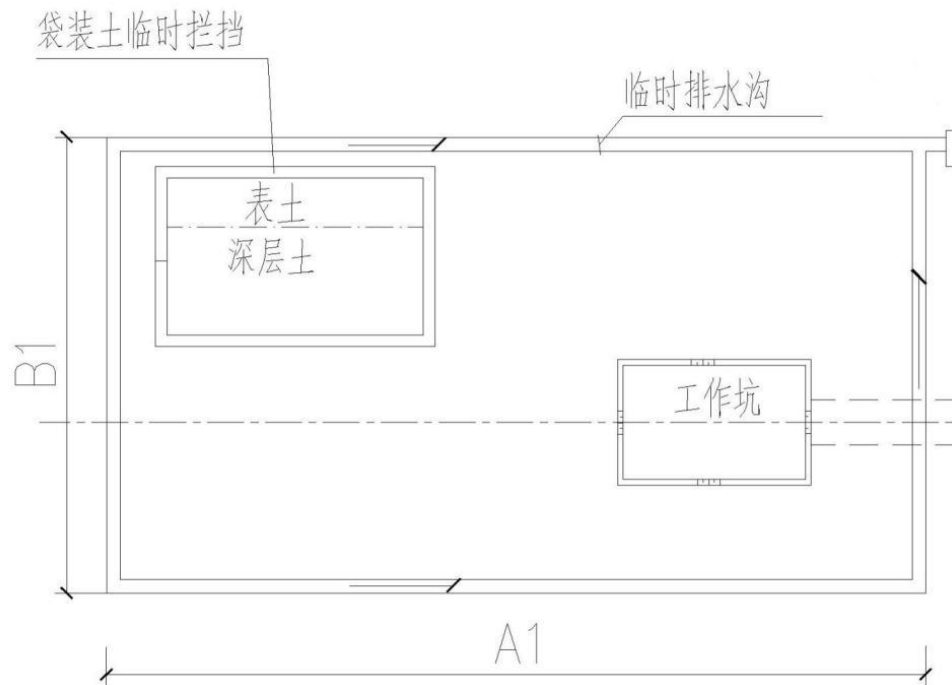 袋装土临时拦挡
临时排水沟
表土
深层土
工作坑
B1
A1